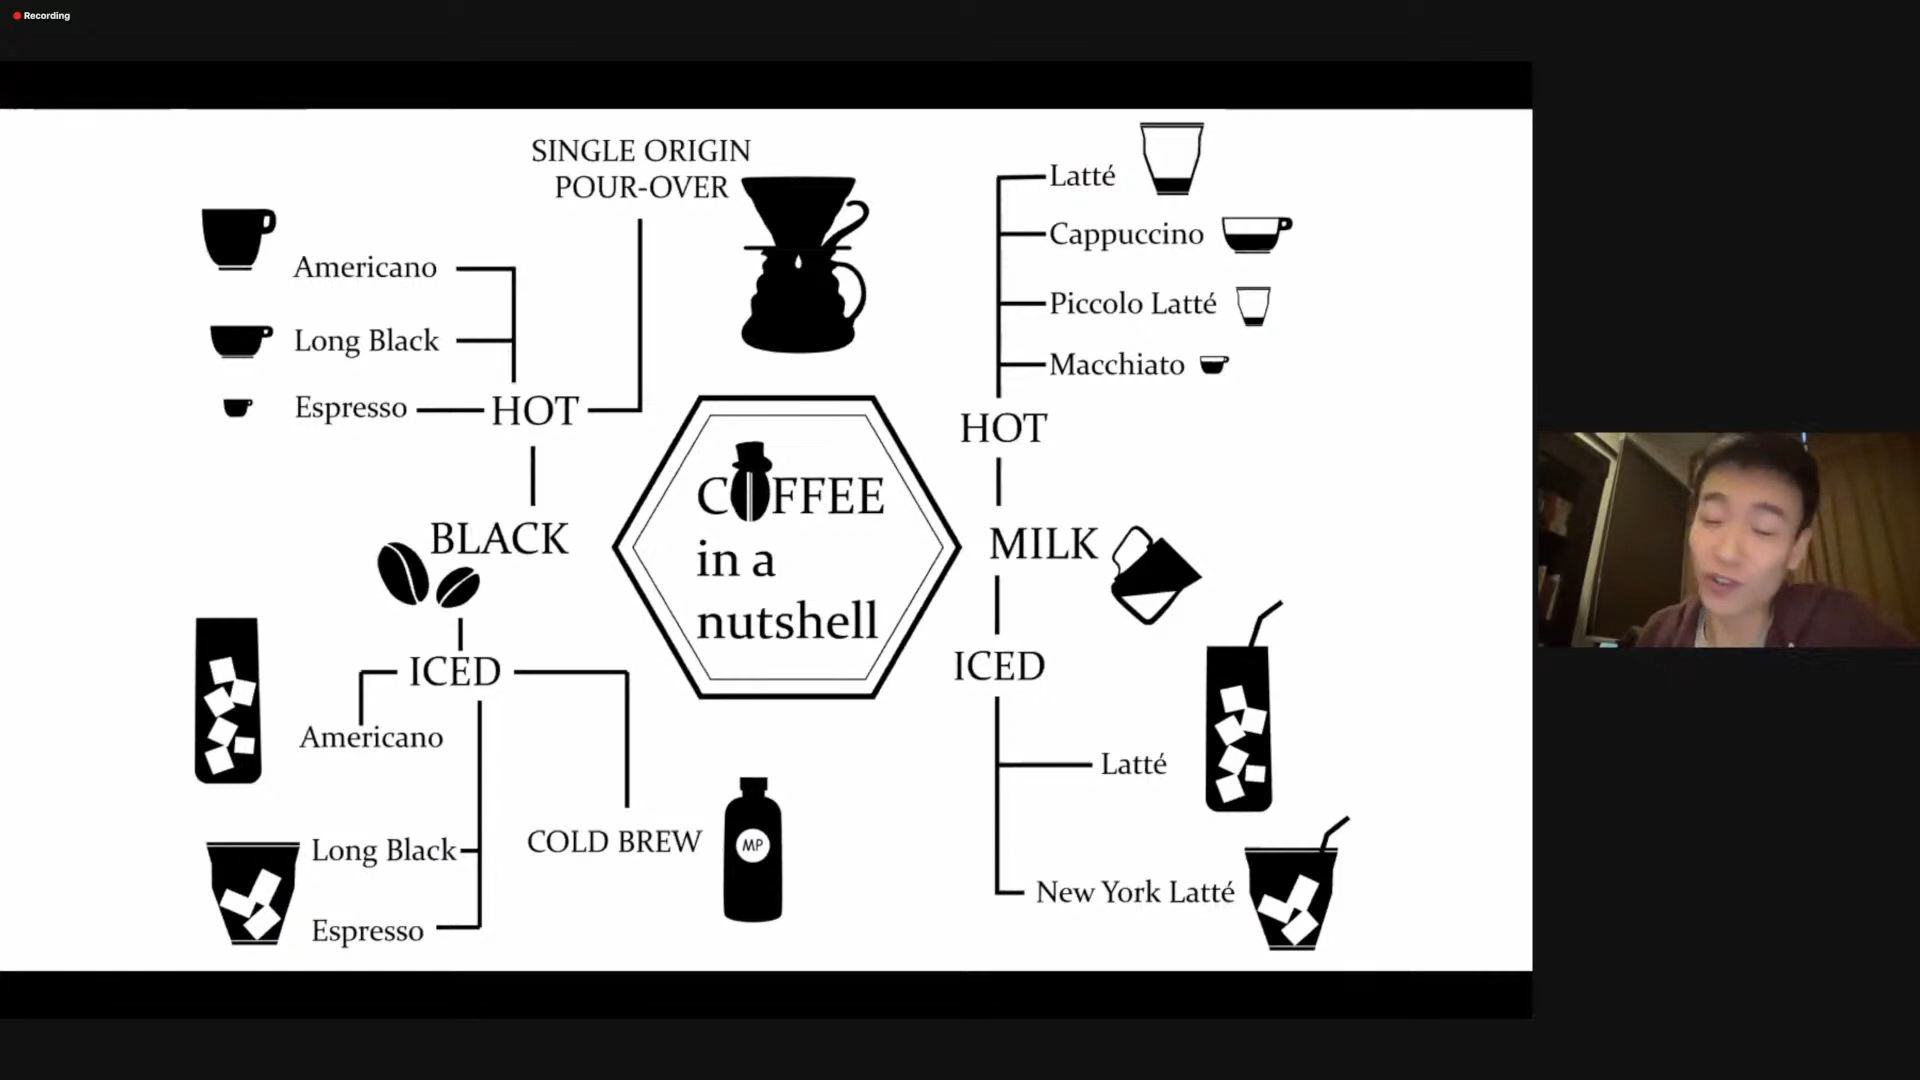 Recording
SINGLE ORIGIN
POUR-OVER
Americano
Long Black
Espresso
HOT
BLACK
ICED
Americano
Long Black
Espresso
COLD BREW
MP
COFFEE
in a
nutshell
Latté
Cappuccino
Piccolo Latté
Macchiato
HOT
MILK
ICED
Latté
New York Latté